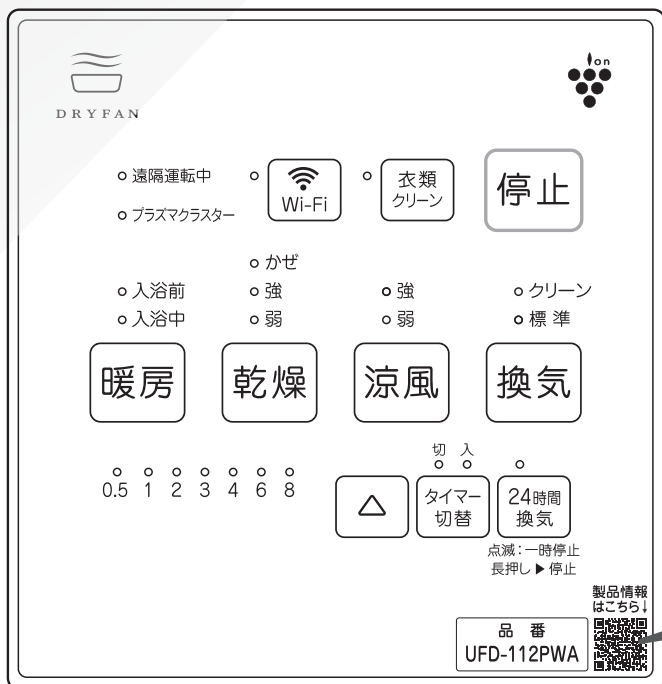 DRYFAN
ion
遠隔運転中
プラズマクラスター
Wi-Fi
衣類
クリーン
停止
入浴前
入浴中
かぜ
強
弱
強
弱
クリーン
標準
暖房
乾燥
涼風
換気
0.5 1 2 3 4 6 8
切 入
タイマー
切替
24時間
換気
点滅:一時停止
長押し▶停止
製品情報
はこちら↓
品 番
UFD-112PWA